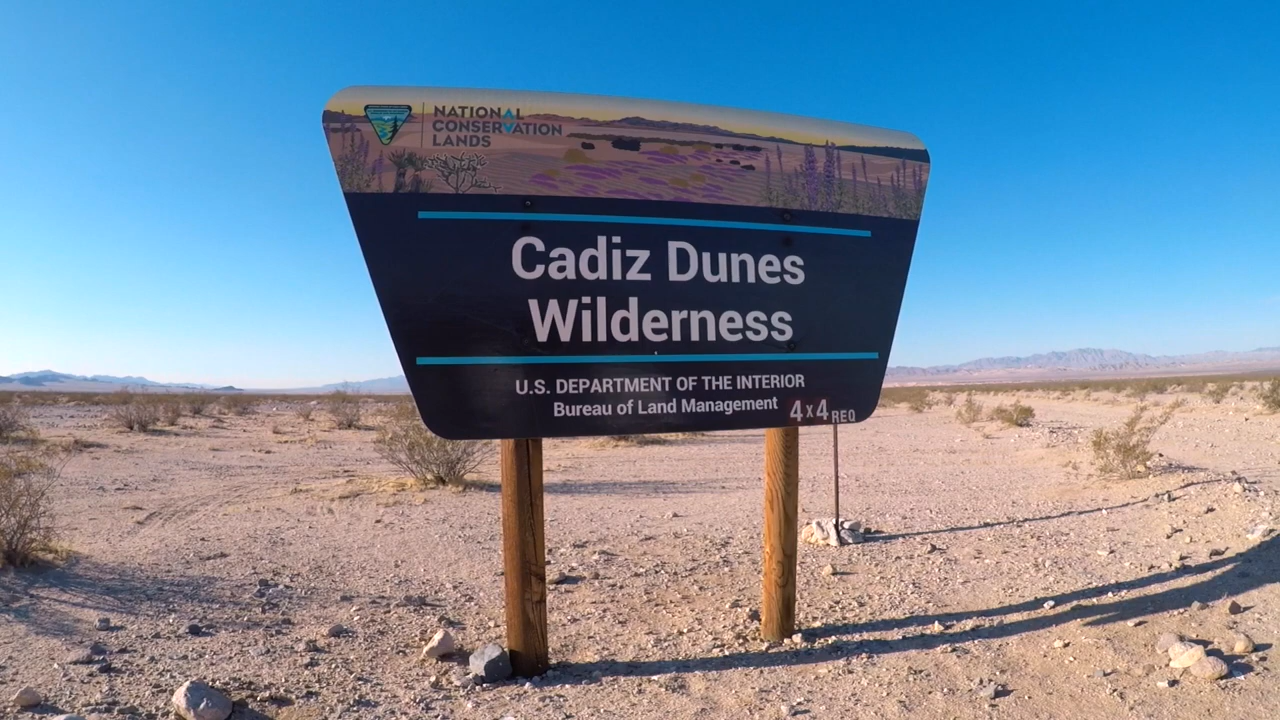 NATIONAL
CONSERVATION
LANDS
Cadiz Dunes
Wilderness
U.S. DEPARTMENT OF THE INTERIOR
Bureau of Land Management
4x4 REQ